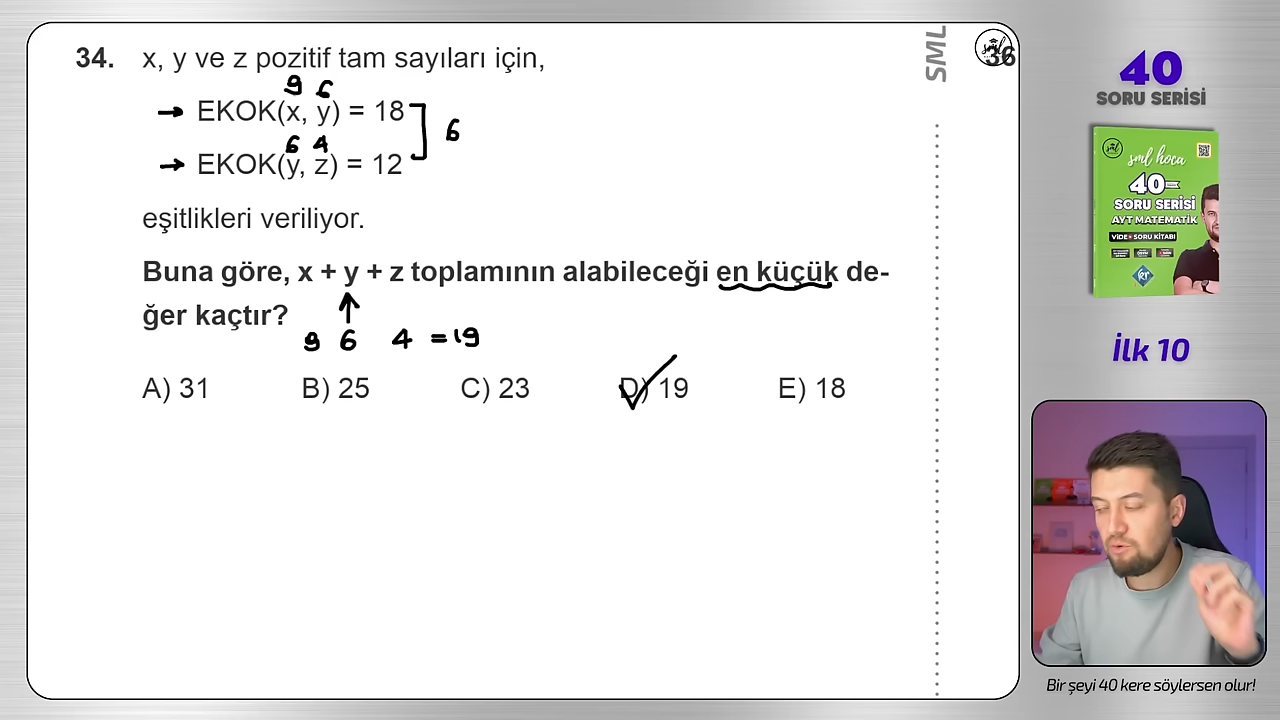 34. x, y ve z pozitif tam sayıları için,
9 6
→ EKOK(x, y) = 18
6
6 4
→ EKOK(y, z) = 12
eşitlikleri veriliyor.
Buna göre, x + y + z toplamının alabileceği en küçük de-
ğer kaçtır?
9 6 4 = 19
A) 31 B) 25 C) 23 D) 19 E) 18
SML
sml
36
40
SORU SERİSİ
sml hoca
40
SORU SERİSİ
AYT MATEMATİK
VİDEO SORU KİTABI
İlk 10
Bir şeyi 40 kere söylersen olur!